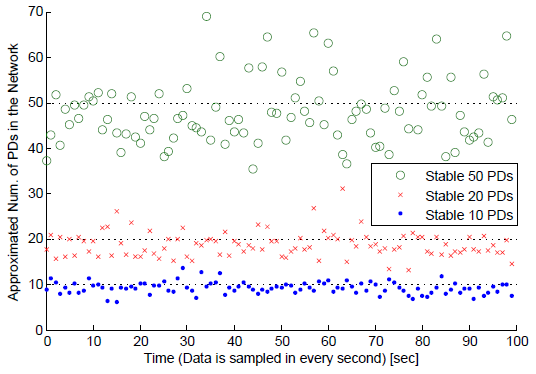 70
60
50
40
30
20
10
0
Approximated Num. of PDs in the Network
Stable 50 PDs
Stable 20 PDs
Stable 10 PDs
0 10 20 30 40 50 60 70 80 90 100
Time (Data is sampled in every second) [sec]